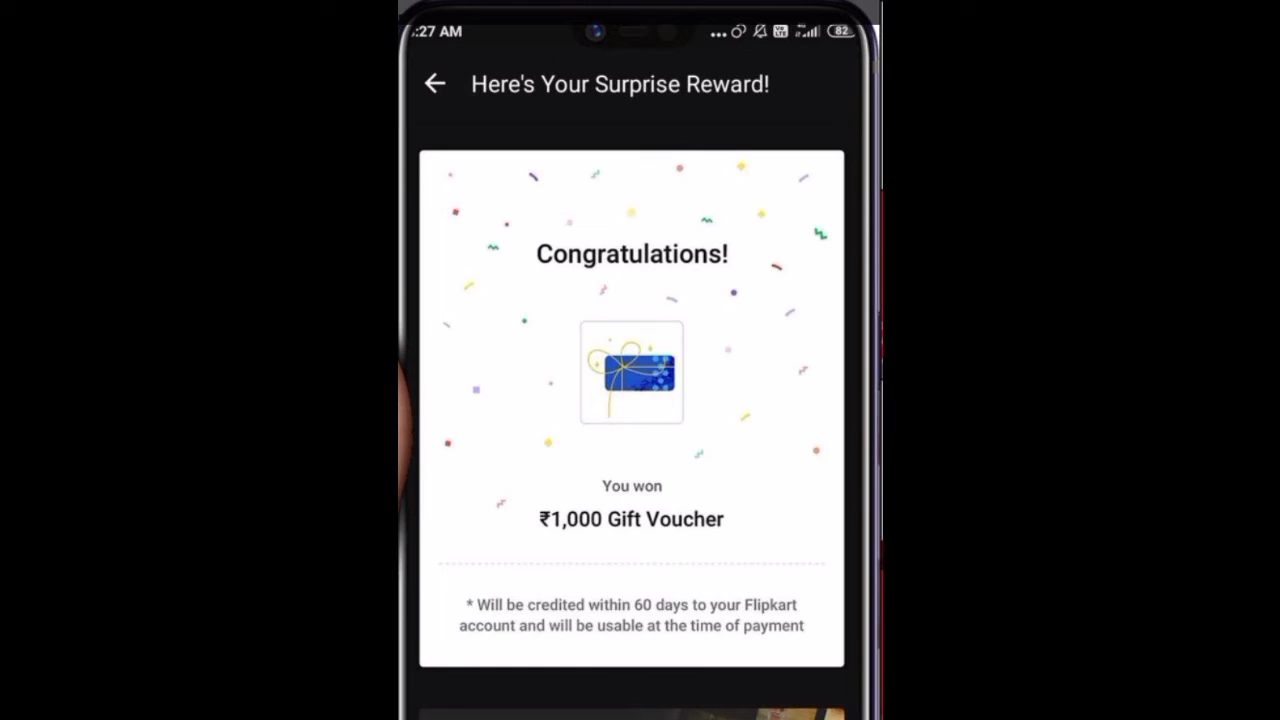 :27 AM
82
Here's Your Surprise Reward!
Congratulations!
You won
₹1,000 Gift Voucher
* Will be credited within 60 days to your Flipkart
account and will be usable at the time of payment